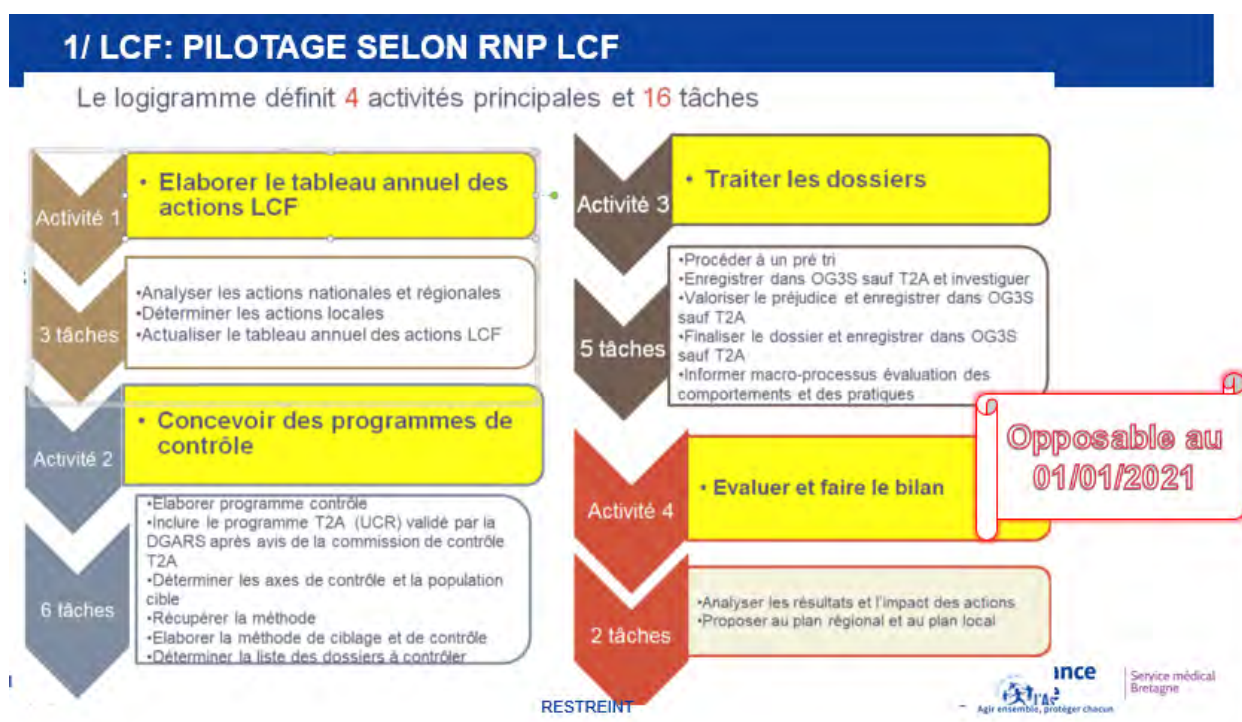 1/ LCF: PILOTAGE SELON RNP LCF
Le logigramme définit 4 activités principales et 16 tâches
Activité 1
• Elaborer le tableau annuel des
actions LCF
3 tâches
•Analyser les actions nationales et régionales
•Déterminer les actions locales
•Actualiser le tableau annuel des actions LCF
Activité 2
• Concevoir des programmes de
contrôle
6 tâches
•Elaborer programme contrôle
•Inclure le programme T2A (UCR) validé par la
DGARS après avis de la commission de contrôle
T2A
•Déterminer les axes de contrôle et la population
cible
•Récupérer la méthode
•Elaborer la méthode de ciblage et de contrôle
•Déterminer la liste des dossiers à contrôler
Activité 3
• Traiter les dossiers
5 tâches
•Procéder à un pré tri
•Enregistrer dans OG3S sauf T2A et investiguer
•Valoriser le préjudice et enregistrer dans OG3S
sauf T2A
•Finaliser le dossier et enregistrer dans OG3S
sauf T2A
•Informer macro-processus évaluation des
comportements et des pratiques
Activité 4
• Evaluer et faire le bilan
2 tâches
•Analyser les résultats et l'impact des actions
•Proposer au plan régional et au plan local
Opposable au
01/01/2021
RESTREINT
Agir ensemble, protéger chacun
Service médical
Bretagne